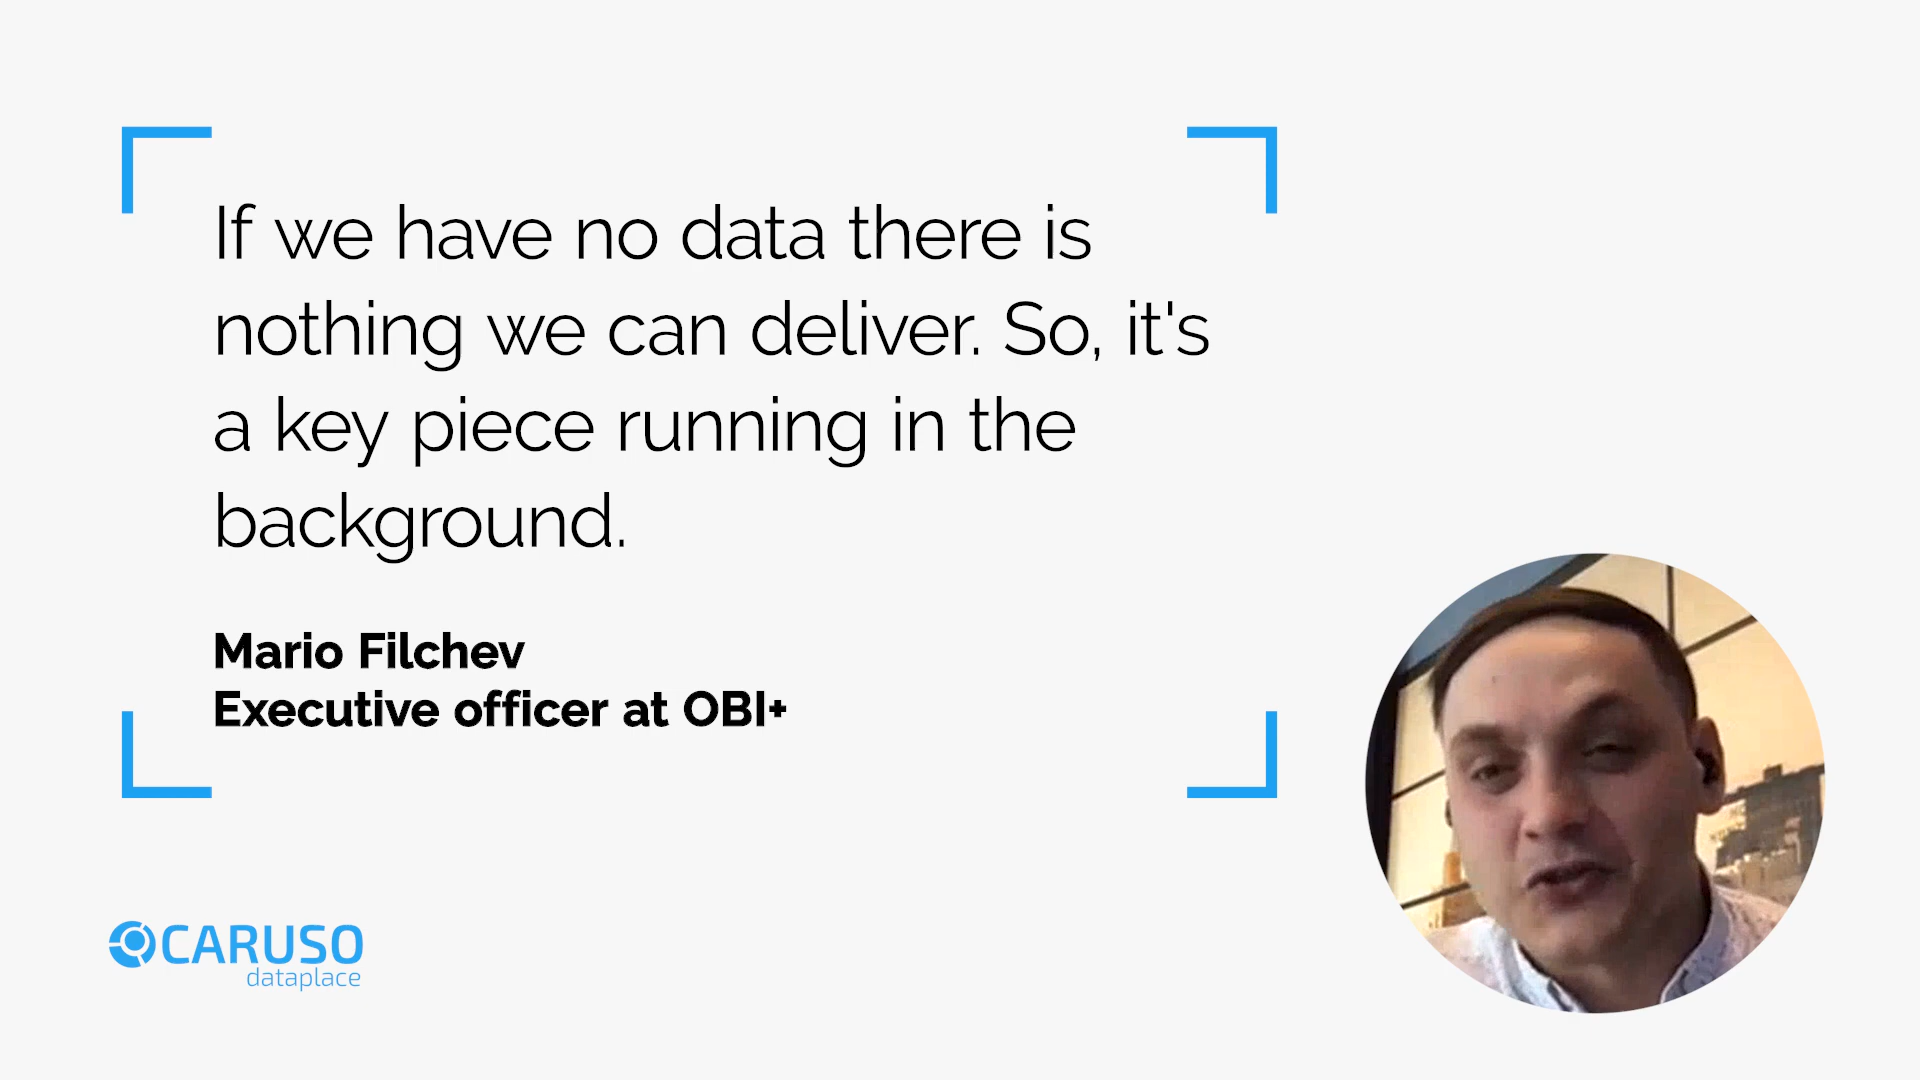 If we have no data there is
nothing we can deliver. So, it's
a key piece running in the
background.
Mario Filchev
Executive officer at OBI+
CARUSO
dataplace